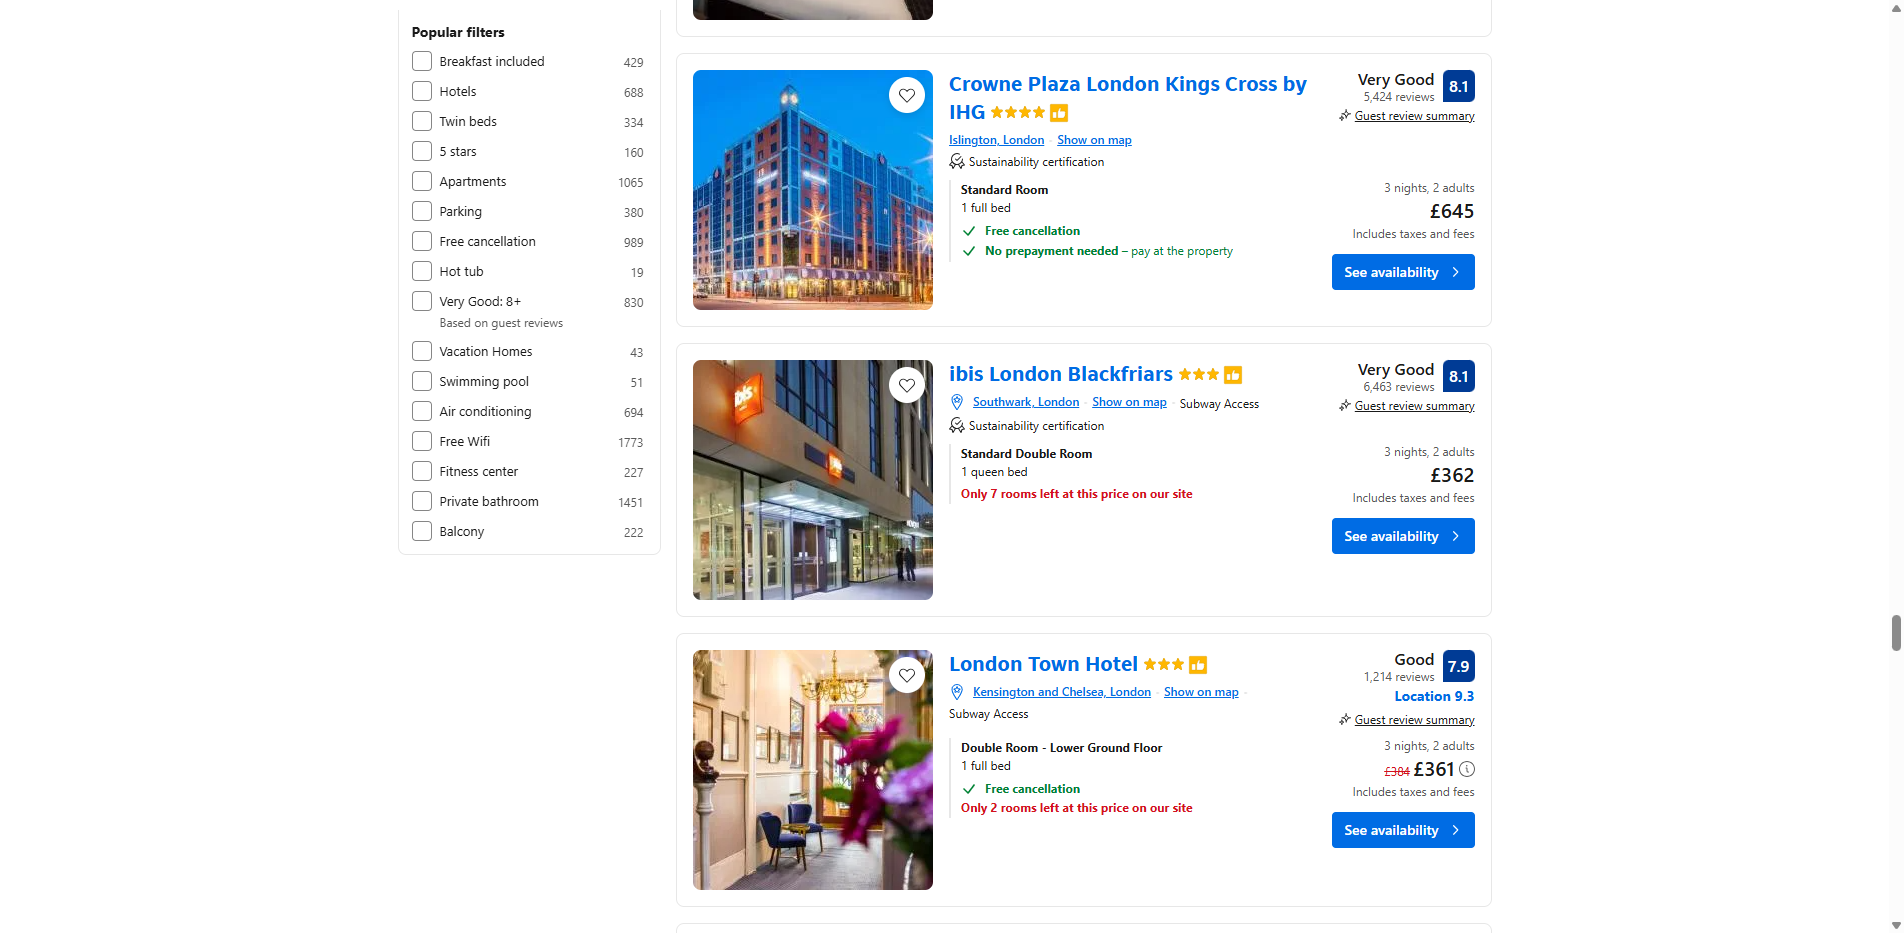 Popular filters
Breakfast included 429
Hotels 688
Twin beds 334
5 stars 160
Apartments 1065
Parking 380
Free cancellation 989
Hot tub 19
Very Good: 8+ 830
Based on guest reviews
Vacation Homes 43
Swimming pool 51
Air conditioning 694
Free Wifi 1773
Fitness center 227
Private bathroom 1451
Balcony 222
Crowne Plaza London Kings Cross by
IHG
Very Good 8.1
5,424 reviews
Guest review summary
Islington, London · Show on map
Sustainability certification
Standard Room
1 full bed
Free cancellation
No prepayment needed – pay at the property
3 nights, 2 adults
£645
Includes taxes and fees
See availability
ibis
ibis
ibis London Blackfriars
Very Good 8.1
6,463 reviews
Guest review summary
Southwark, London · Show on map · Subway Access
Sustainability certification
Standard Double Room
1 queen bed
Only 7 rooms left at this price on our site
3 nights, 2 adults
£362
Includes taxes and fees
See availability
London Town Hotel
Good 7.9
1,214 reviews
Location 9.3
Guest review summary
Kensington and Chelsea, London · Show on map ·
Subway Access
Double Room - Lower Ground Floor
1 full bed
Free cancellation
Only 2 rooms left at this price on our site
3 nights, 2 adults
£384 £361
Includes taxes and fees
See availability